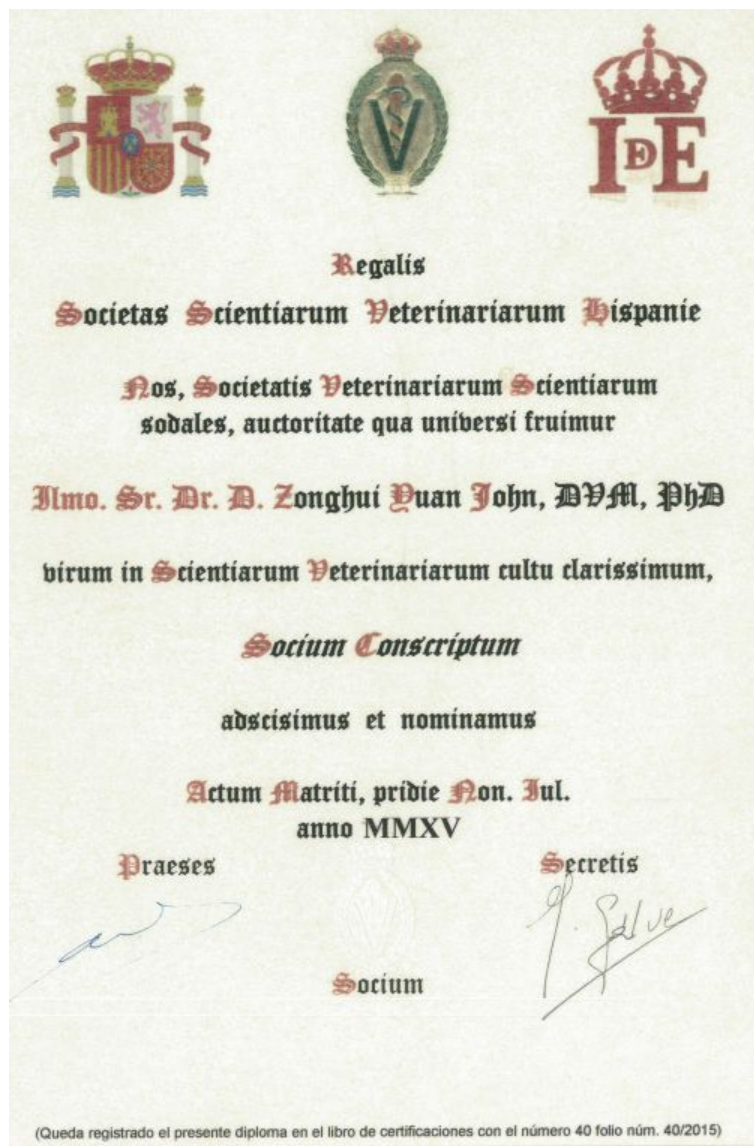 V
I DE E
Regalis
Societas Scientiarum Veterinariarum Hispanie
Nos, Societatis Veterinariarum Scientiarum
sodales, auctoritate qua universi fruimur
Ilmo. Sr. Dr. D. Zonghui Yuan John, DVM, PhD
virum in Scientiarum Veterinariarum cultu clarissimum,
Socium Conscriptum
adscisimus et nominamus
Actum Matriti, pridie Non. Iul.
anno MMXV
Praeses Secretis
Socium
(Queda registrado el presente diploma en el libro de certificaciones con el número 40 folio núm. 40/2015)